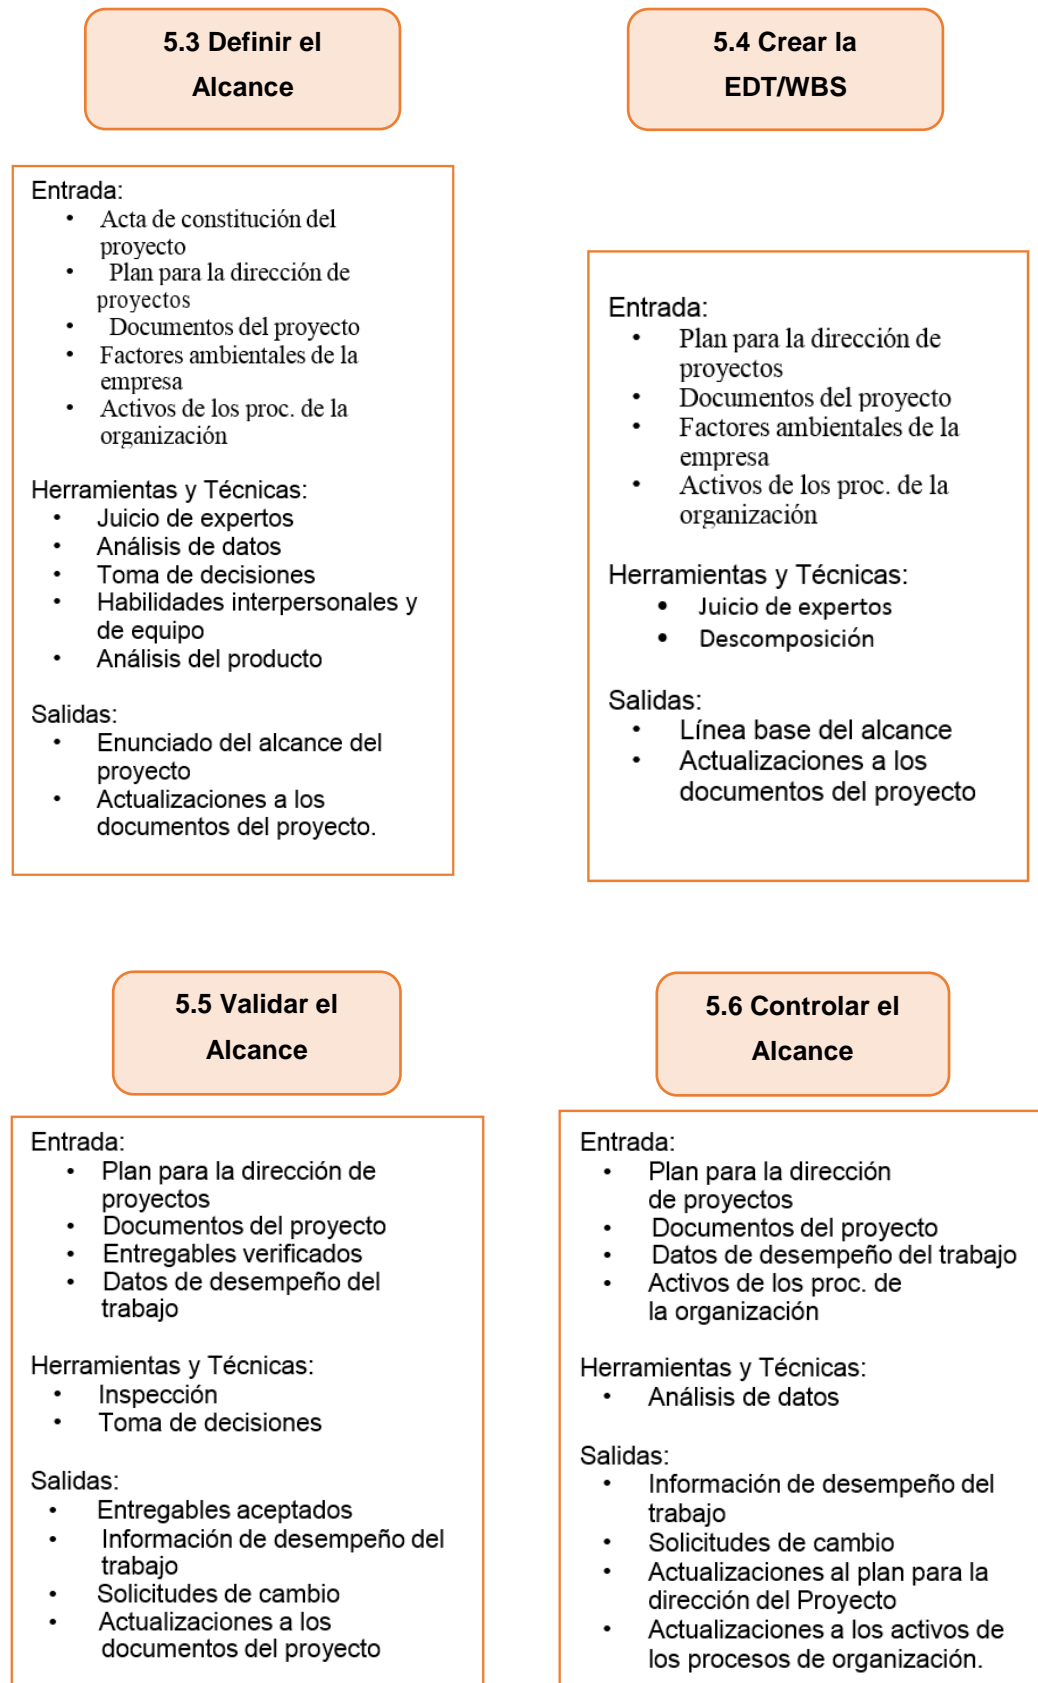 5.3 Definir el
Alcance
Entrada:
• Acta de constitución del
proyecto
• Plan para la dirección de
proyectos
• Documentos del proyecto
• Factores ambientales de la
empresa
• Activos de los proc. de la
organización
Herramientas y Técnicas:
• Juicio de expertos
• Análisis de datos
• Toma de decisiones
• Habilidades interpersonales y
de equipo
• Análisis del producto
Salidas:
• Enunciado del alcance del
proyecto
• Actualizaciones a los
documentos del proyecto.
5.4 Crear la
EDT/WBS
Entrada:
• Plan para la dirección de
proyectos
• Documentos del proyecto
• Factores ambientales de la
empresa
• Activos de los proc. de la
organización
Herramientas y Técnicas:
• Juicio de expertos
• Descomposición
Salidas:
• Línea base del alcance
• Actualizaciones a los
documentos del proyecto
5.5 Validar el
Alcance
Entrada:
• Plan para la dirección de
proyectos
• Documentos del proyecto
• Entregables verificados
• Datos de desempeño del
trabajo
Herramientas y Técnicas:
• Inspección
• Toma de decisiones
Salidas:
• Entregables aceptados
• Información de desempeño del
trabajo
• Solicitudes de cambio
• Actualizaciones a los
documentos del proyecto
5.6 Controlar el
Alcance
Entrada:
• Plan para la dirección
de proyectos
• Documentos del proyecto
• Datos de desempeño del trabajo
• Activos de los proc. de
la organización
Herramientas y Técnicas:
• Análisis de datos
Salidas:
• Información de desempeño del
trabajo
• Solicitudes de cambio
• Actualizaciones al plan para la
dirección del Proyecto
• Actualizaciones a los activos de
los procesos de organización.